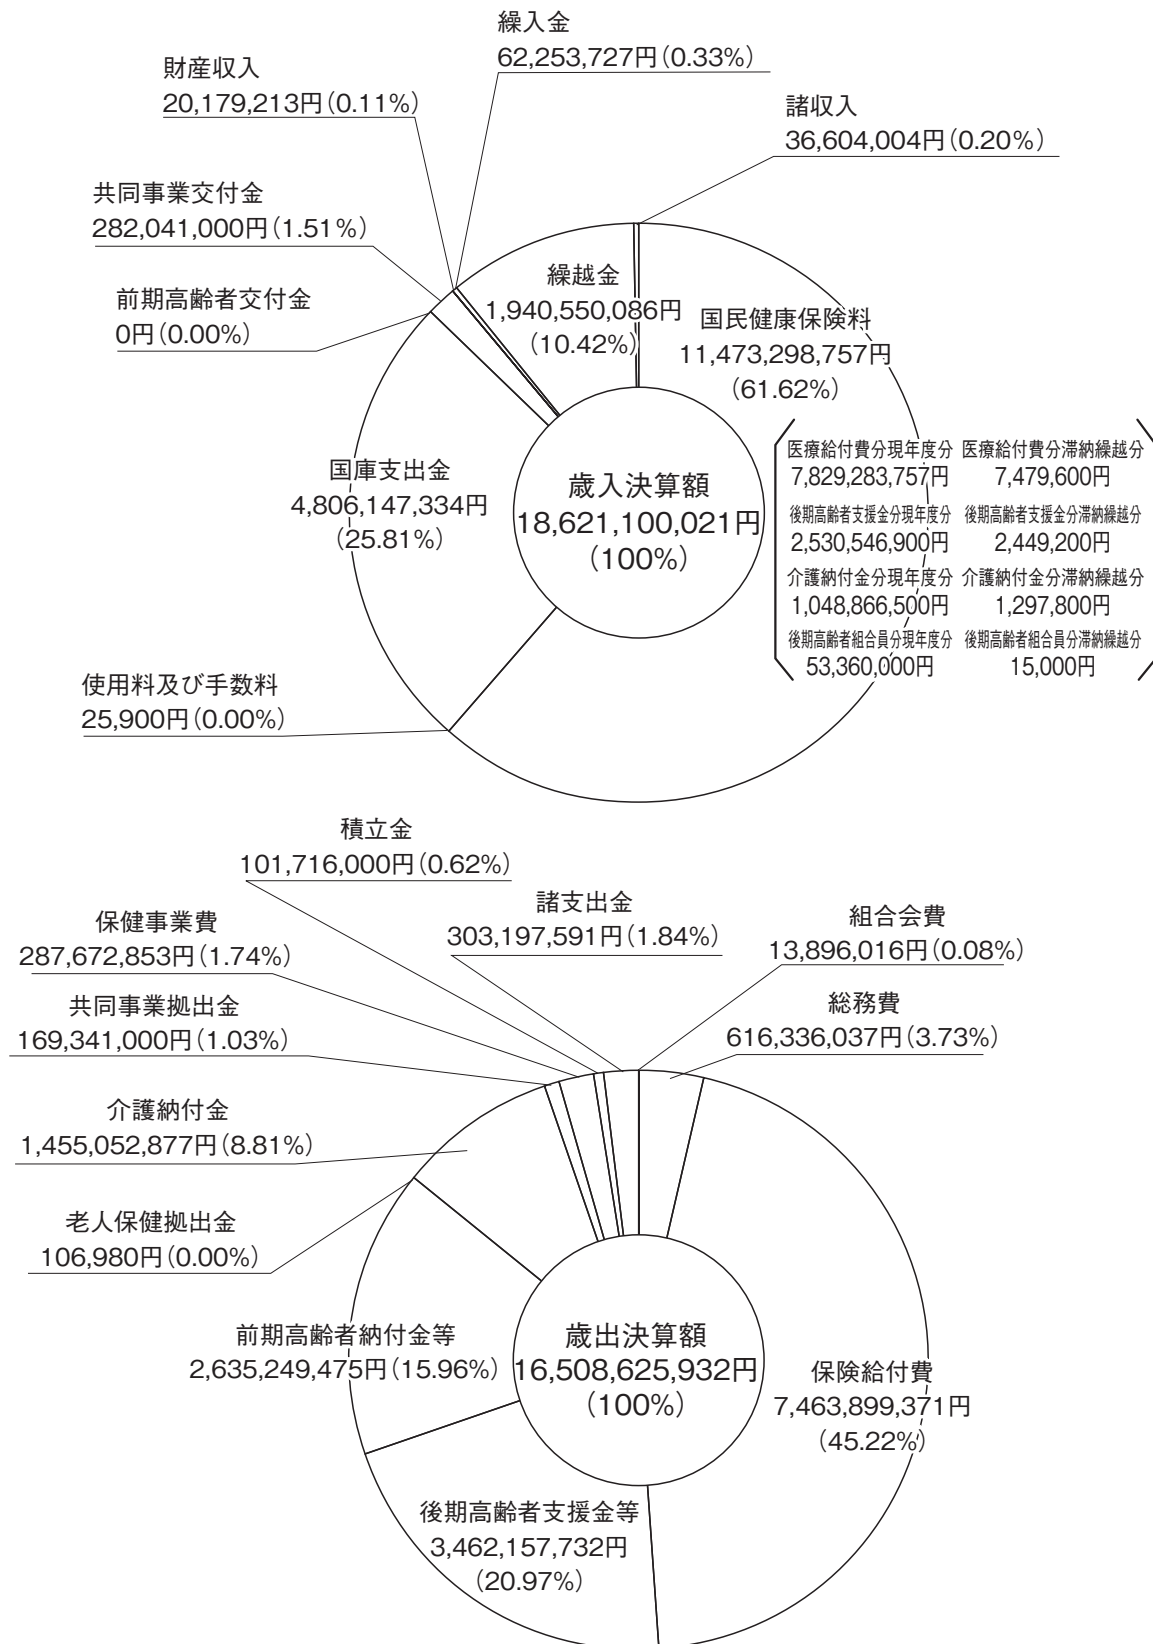 繰入金
62,253,727円(0.33%)
財産収入
20,179,213円(0.11%)
諸収入
36,604,004円(0.20%)
共同事業交付金
282,041,000円(1.51%)
前期高齢者交付金
0円(0.00%)
繰越金
1,940,550,086円
(10.42%)
国民健康保険料
11,473,298,757円
(61.62%)
医療給付費分現年度分 医療給付費分滞納繰越分
7,829,283,757円 7,479,600円
後期高齢者支援金分現年度分 後期高齢者支援金分滞納繰越分
2,530,546,900円 2,449,200円
介護納付金分現年度分 介護納付金分滞納繰越分
1,048,866,500円 1,297,800円
後期高齢者組合員分現年度分 後期高齢者組合員分滞納繰越分
53,360,000円 15,000円
国庫支出金
4,806,147,334円
(25.81%)
歳入決算額
18,621,100,021円
(100%)
使用料及び手数料
25,900円(0.00%)
積立金
101,716,000円(0.62%)
諸支出金
303,197,591円(1.84%)
組合会費
13,896,016円(0.08%)
保健事業費
287,672,853円(1.74%)
総務費
616,336,037円(3.73%)
共同事業拠出金
169,341,000円(1.03%)
介護納付金
1,455,052,877円(8.81%)
老人保健拠出金
106,980円(0.00%)
前期高齢者納付金等
2,635,249,475円(15.96%)
歳出決算額
16,508,625,932円
(100%)
保険給付費
7,463,899,371円
(45.22%)
後期高齢者支援金等
3,462,157,732円
(20.97%)